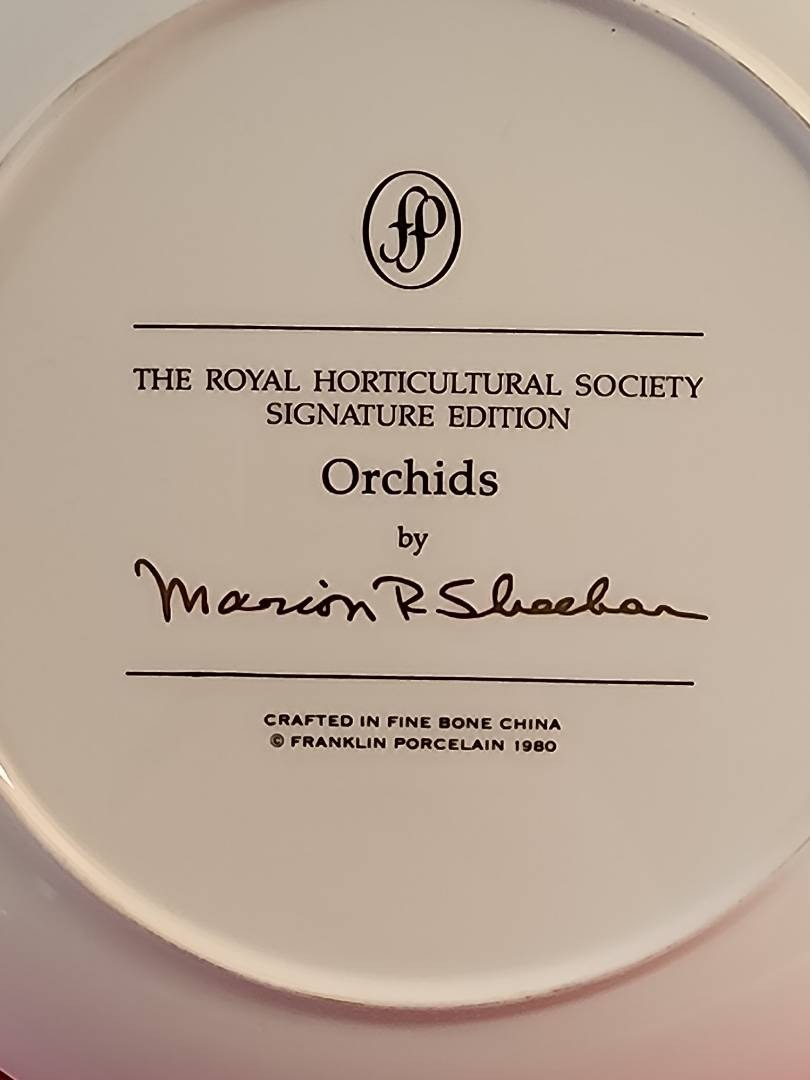 fp
THE ROYAL HORTICULTURAL SOCIETY
SIGNATURE EDITION
Orchids
by
Marion R Sheehan
CRAFTED IN FINE BONE CHINA
© FRANKLIN PORCELAIN 1980